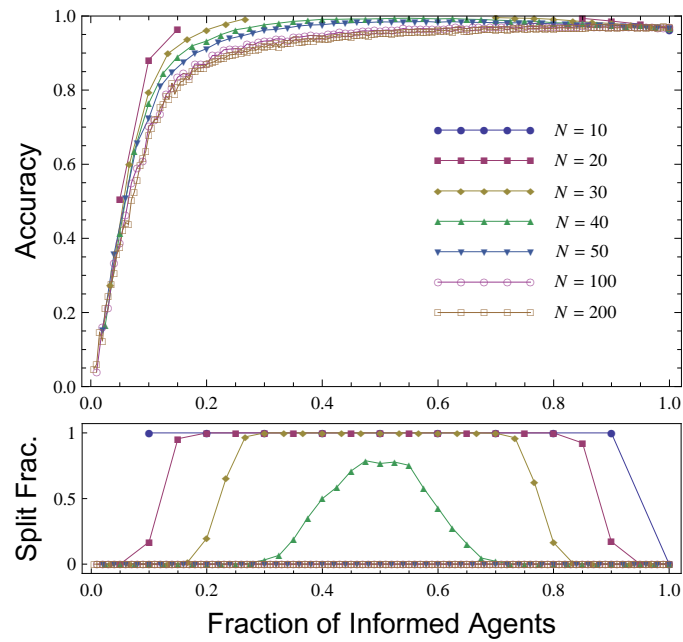 1.0
0.8
0.6
0.4
0.2
0.0
Accuracy
N = 10
N = 20
N = 30
N = 40
N = 50
N = 100
N = 200
0.0 0.2 0.4 0.6 0.8 1.0
1
0.5
0
Split Frac.
0.0 0.2 0.4 0.6 0.8 1.0
Fraction of Informed Agents